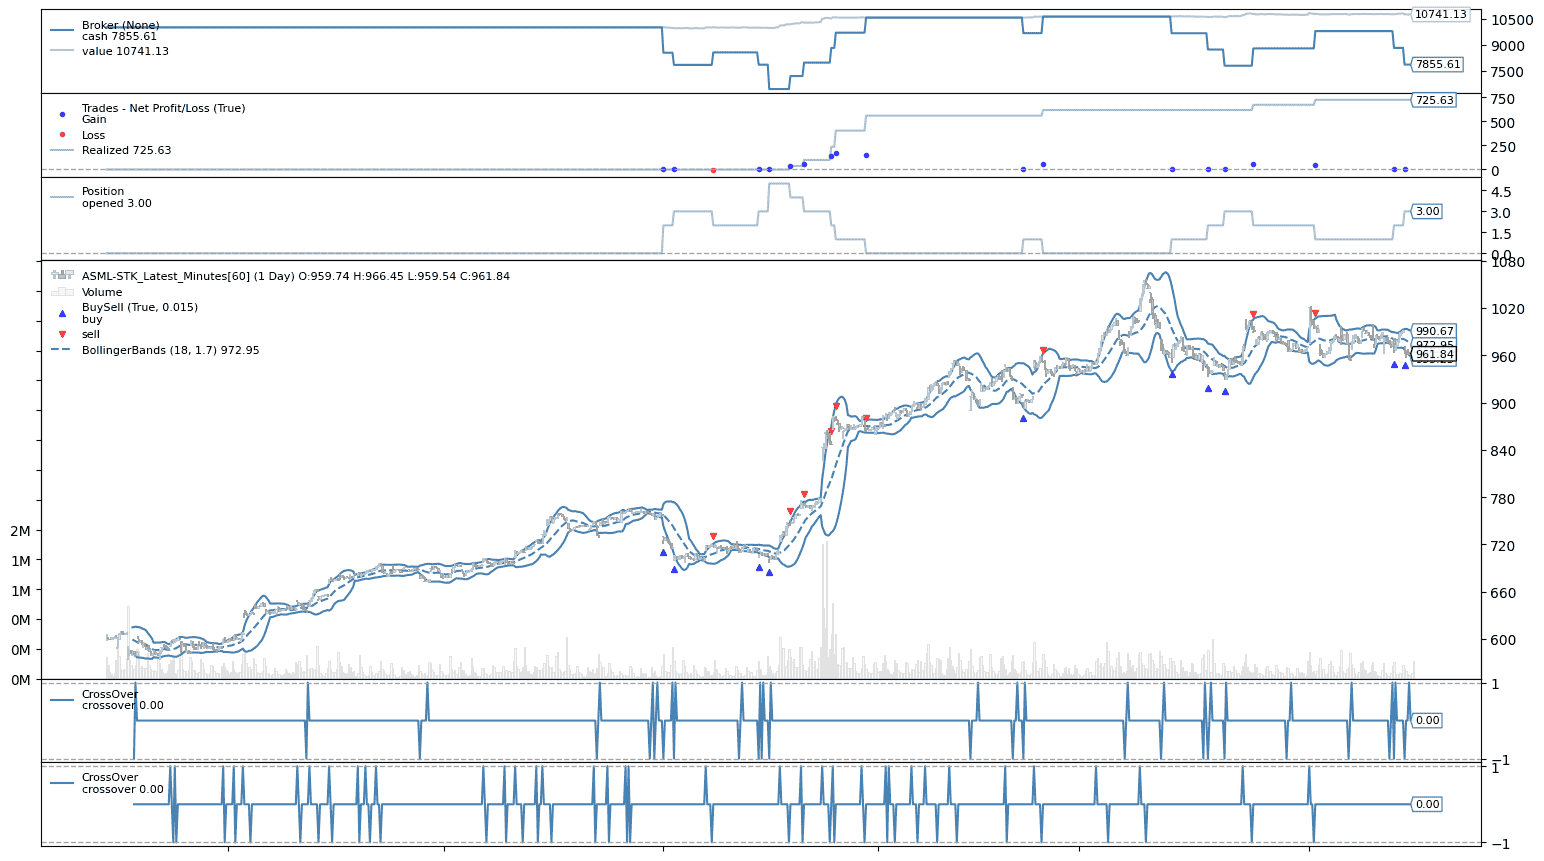 Broker (None)
cash 7855.61
value 10741.13
10741.13
10500
9000
7855.61
7500
Trades - Net Profit/Loss (True)
Gain
Loss
Realized 725.63
750
725.63
500
250
0
Position
opened 3.00
4.5
3.00
3.0
1.5
0.0
ASML-STK_Latest_Minutes[60] (1 Day) O:959.74 H:966.45 L:959.54 C:961.84
Volume
BuySell (True, 0.015)
buy
sell
BollingerBands (18, 1.7) 972.95
1080
1020
990.67
972.95
961.84
960
900
840
780
720
660
600
2M
1M
1M
0M
0M
0M
CrossOver
crossover 0.00
1
0.00
−1
CrossOver
crossover 0.00
1
0.00
−1